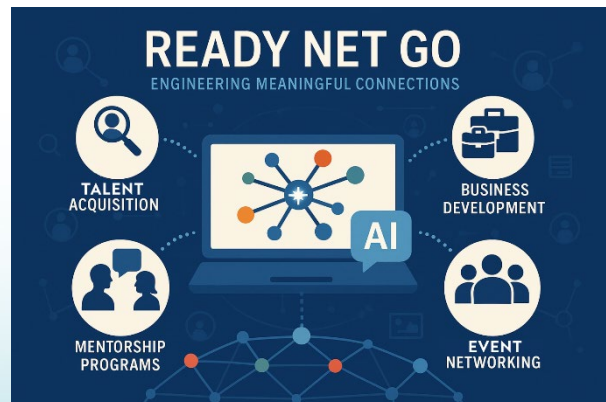 READY NET GO
ENGINEERING MEANINGFUL CONNECTIONS
TALENT
ACQUISITION
BUSINESS
DEVELOPMENT
AI
MENTORSHIP
PROGRAMS
EVENT
NETWORKING